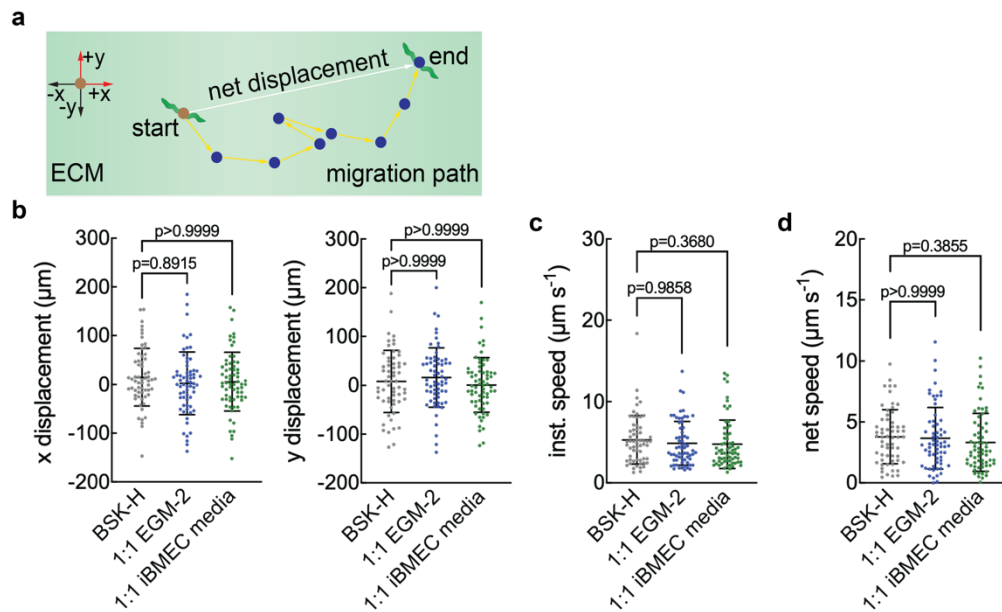 a
+y
-x
+x
-y
start
net displacement
end
ECM
migration path
b
x displacement (µm)
300
200
100
0
-100
-200
p>0.9999
p=0.8915
BSK-H
1:1 EGM-2
1:1 iBMEC media
y displacement (µm)
300
200
100
0
-100
-200
p>0.9999
p>0.9999
BSK-H
1:1 EGM-2
1:1 iBMEC media
c
inst. speed (µm s⁻¹)
30
20
10
0
p=0.3680
p=0.9858
BSK-H
1:1 EGM-2
1:1 iBMEC media
d
net speed (µm s⁻¹)
20
15
10
5
0
p=0.3855
p>0.9999
BSK-H
1:1 EGM-2
1:1 iBMEC media